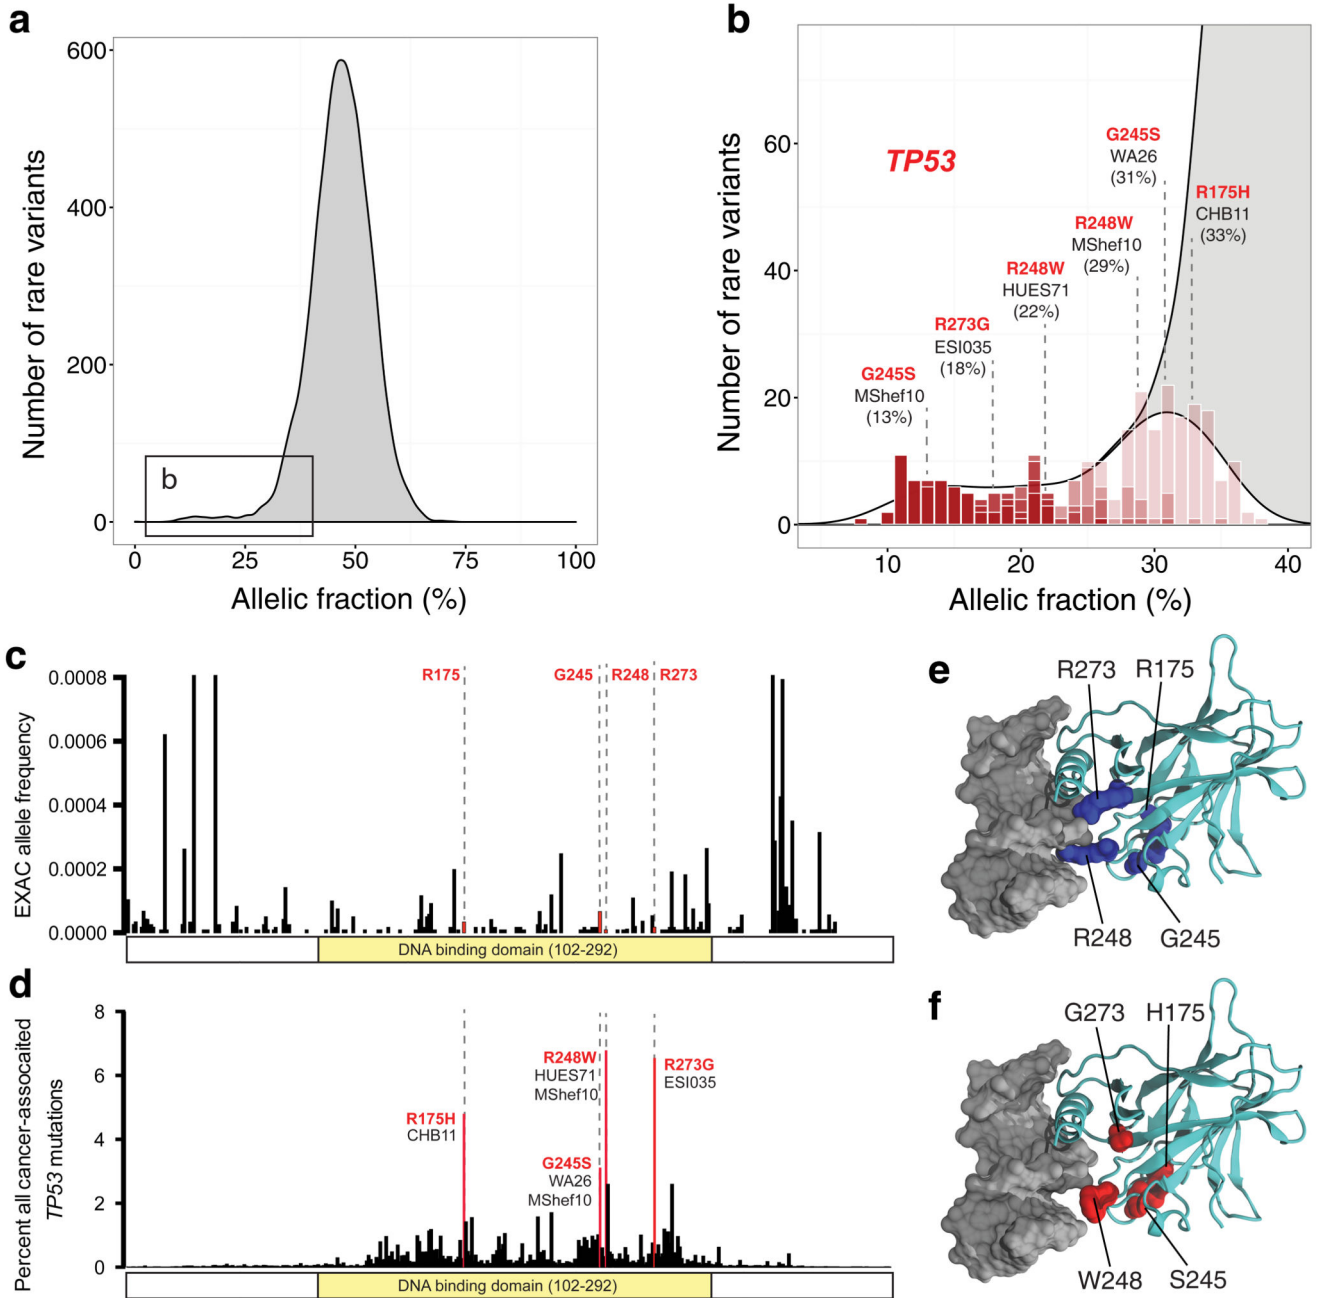 a
600
400
200
0
Number of rare variants
b
0
25
50
75
100
Allelic fraction (%)
b
60
40
20
0
Number of rare variants
TP53
G245S
MShef10
(13%)
R273G
ESI035
(18%)
R248W
HUES71
(22%)
R248W
MShef10
(29%)
G245S
WA26
(31%)
R175H
CHB11
(33%)
10
20
30
40
Allelic fraction (%)
c
0.0008
0.0006
0.0004
0.0002
0.0000
EXAC allele frequency
R175
G245
R248
R273
DNA binding domain (102-292)
d
8
6
4
2
0
Percent all cancer-assocaited
TP53 mutations
R175H
CHB11
R248W
HUES71
MShef10
G245S
WA26
MShef10
R273G
ESI035
DNA binding domain (102-292)
e
R273
R175
R248
G245
f
G273
H175
W248
S245